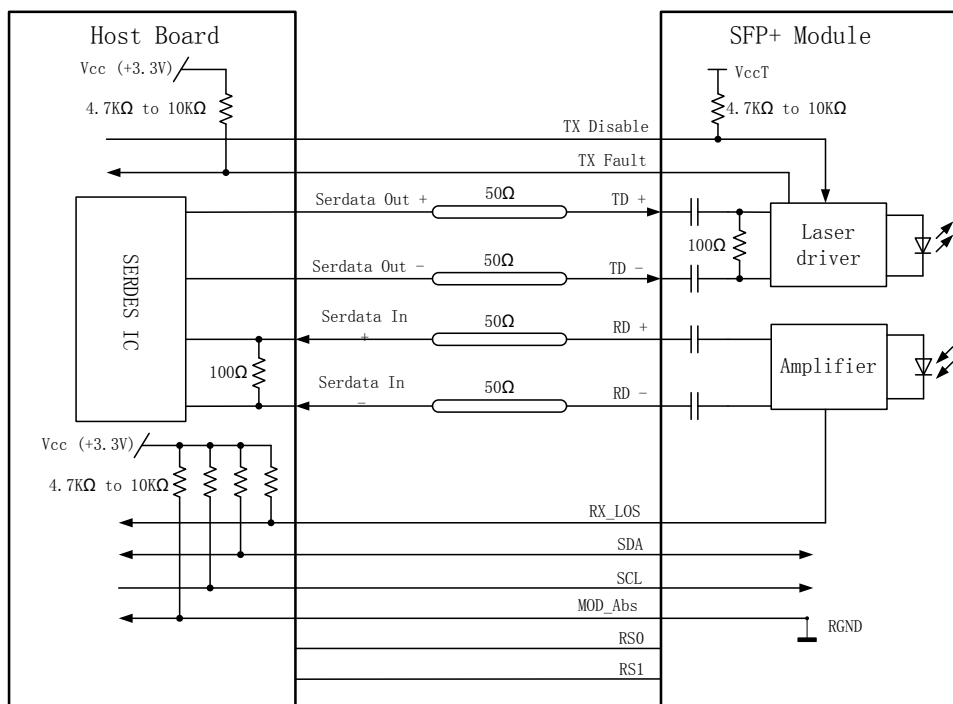 Host Board
SFP+ Module
Vcc (+3.3V)
VccT
4.7KΩ to 10KΩ
4.7KΩ to 10KΩ
TX Disable
TX Fault
Serdata Out +
50Ω
TD +
SERDES IC
100Ω
Laser
driver
Serdata Out -
50Ω
TD -
Serdata In
+
50Ω
RD +
100Ω
Amplifier
Serdata In
-
50Ω
RD -
Vcc (+3.3V)
4.7KΩ to 10KΩ
RX_LOS
SDA
SCL
MOD_Abs
RGND
RS0
RS1